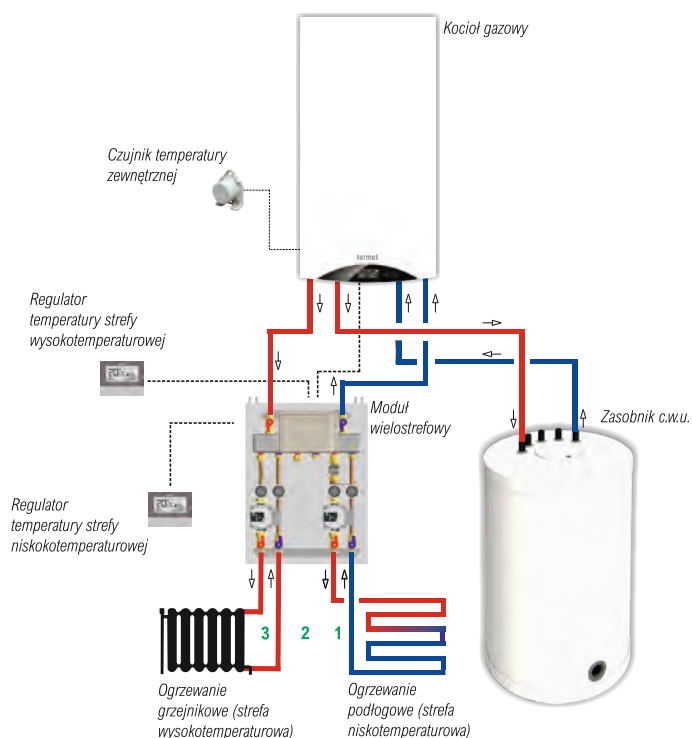 Kocioł gazowy
Czujnik temperatury
zewnętrznej
termet
Regulator
temperatury strefy
wysokotemperaturowej
Moduł
wielostrefowy
Zasobnik c.w.u.
Regulator
temperatury strefy
niskokotemperaturowej
3 2 1
Ogrzewanie
grzejnikowe (strefa
wysokotemperaturowa)
Ogrzewanie
podłogowe (strefa
niskotemperaturowa)